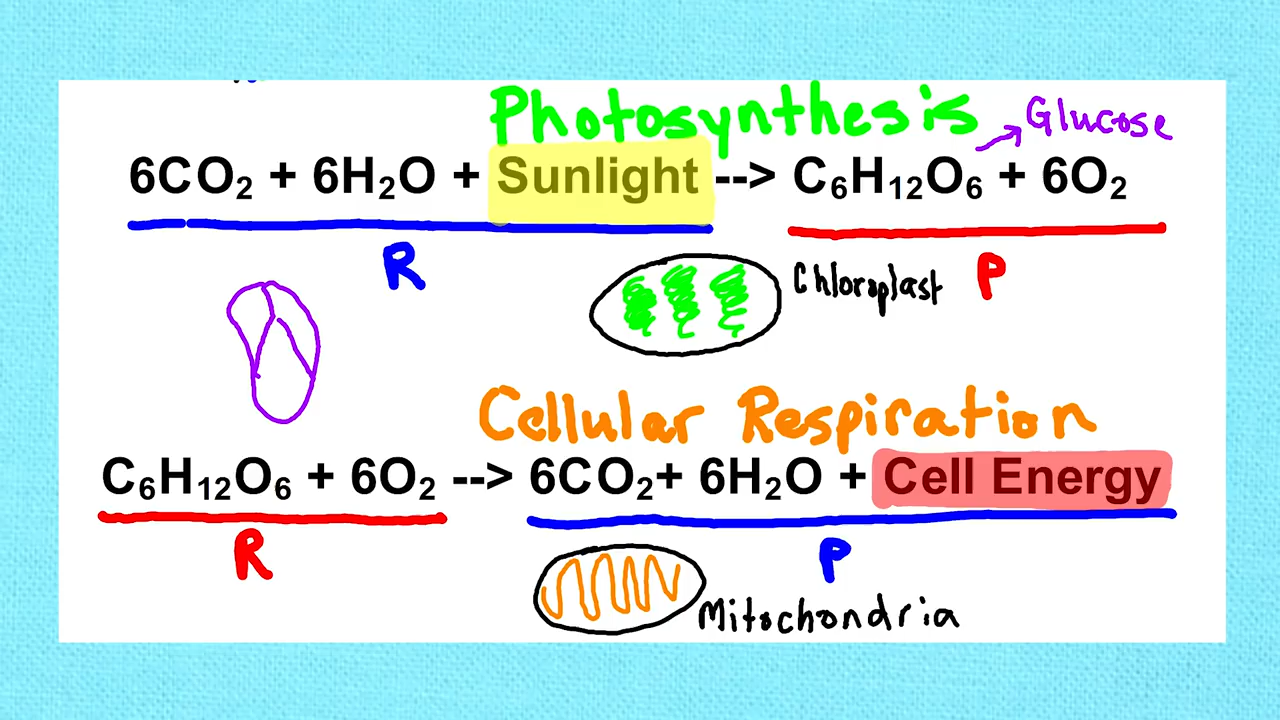 Photosynthesis
Glucose
6CO₂ + 6H₂O + Sunlight --> C₆H₁₂O₆ + 6O₂
R
P
Chloroplast
Cellular Respiration
C₆H₁₂O₆ + 6O₂ --> 6CO₂+ 6H₂O + Cell Energy
R
P
Mitochondria